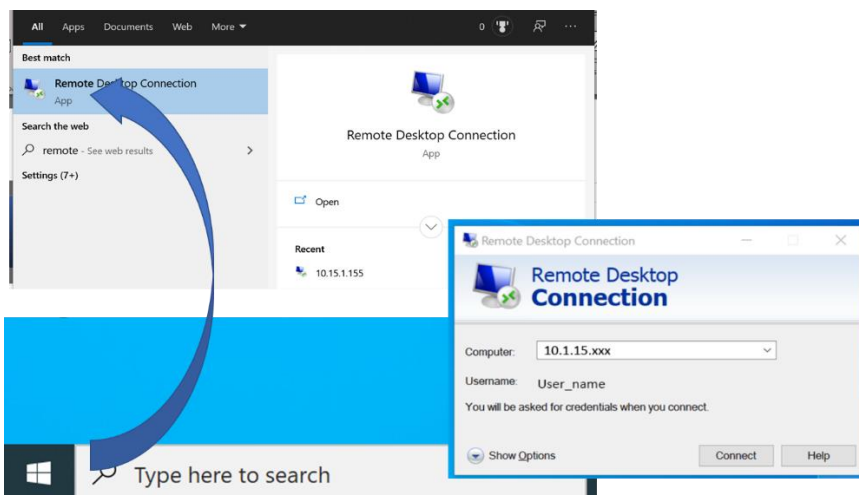 All Apps Documents Web More 0
Best match
Remote Desktop Connection
App
Search the web
remote - See web results
Settings (7+)
Remote Desktop Connection
App
Open
Recent
10.15.1.155
Remote Desktop Connection
Remote Desktop
Connection
Computer: 10.1.15.xxx
Username: User_name
You will be asked for credentials when you connect.
Show Options Connect Help
Type here to search